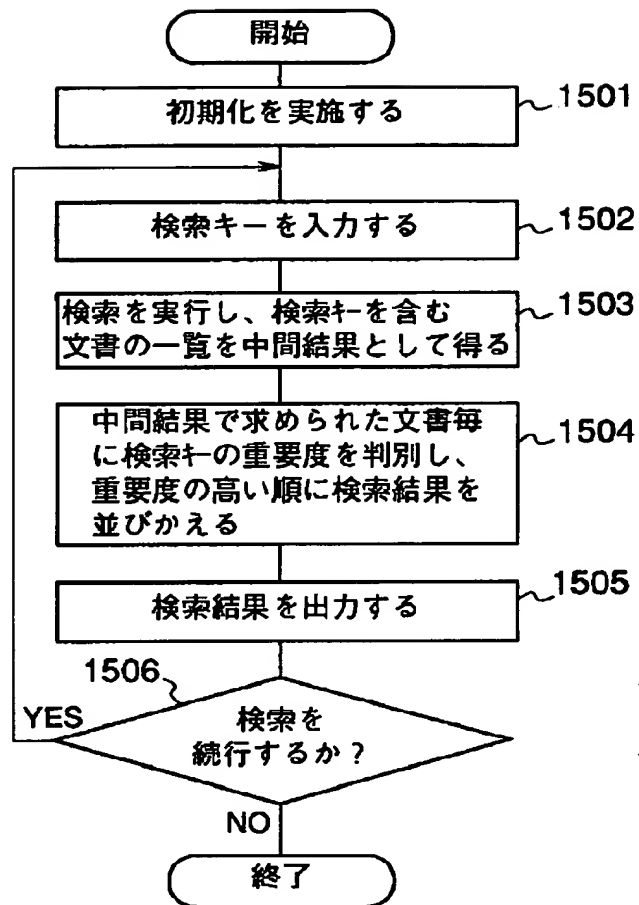 開始
初期化を実施する
1501
検索キーを入力する
1502
検索を実行し、検索キーを含む
文書の一覧を中間結果として得る
1503
中間結果で求められた文書毎
に検索キーの重要度を判別し、
重要度の高い順に検索結果を
並びかえる
1504
検索結果を出力する
1505
1506
YES
検索を
続行するか?
NO
終了